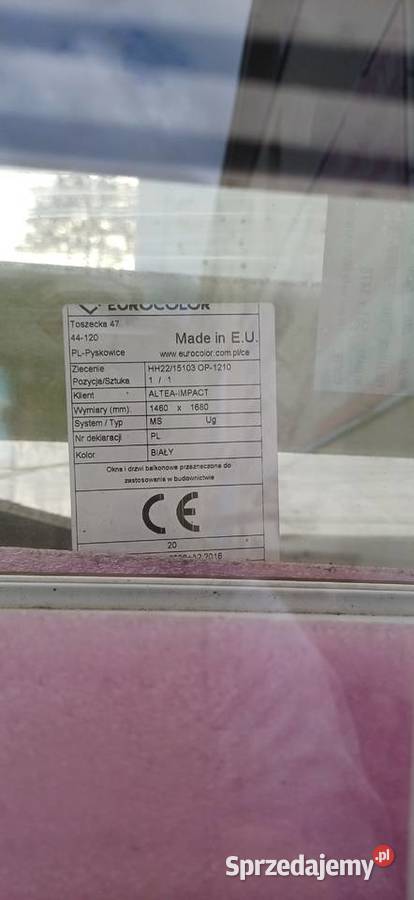 EUROCOLOR
Toszecka 47
44-120 Made in E.U.
PL-Pyskowice www.eurocolor.com.pl/ce
Zlecenie HH22/15103 OP-1210
Pozycja/Sztuka 1 / 1
Klient ALTEA-IMPACT
Wymiary (mm) 1460 x 1680
System / Typ MS Ug
Nr deklaracji PL
Kolor BIAŁY
Okna i drzwi balkonowe przeznaczone do
zastosowania w budownictwie
CE
20
2016
Sprzedajemy.pl